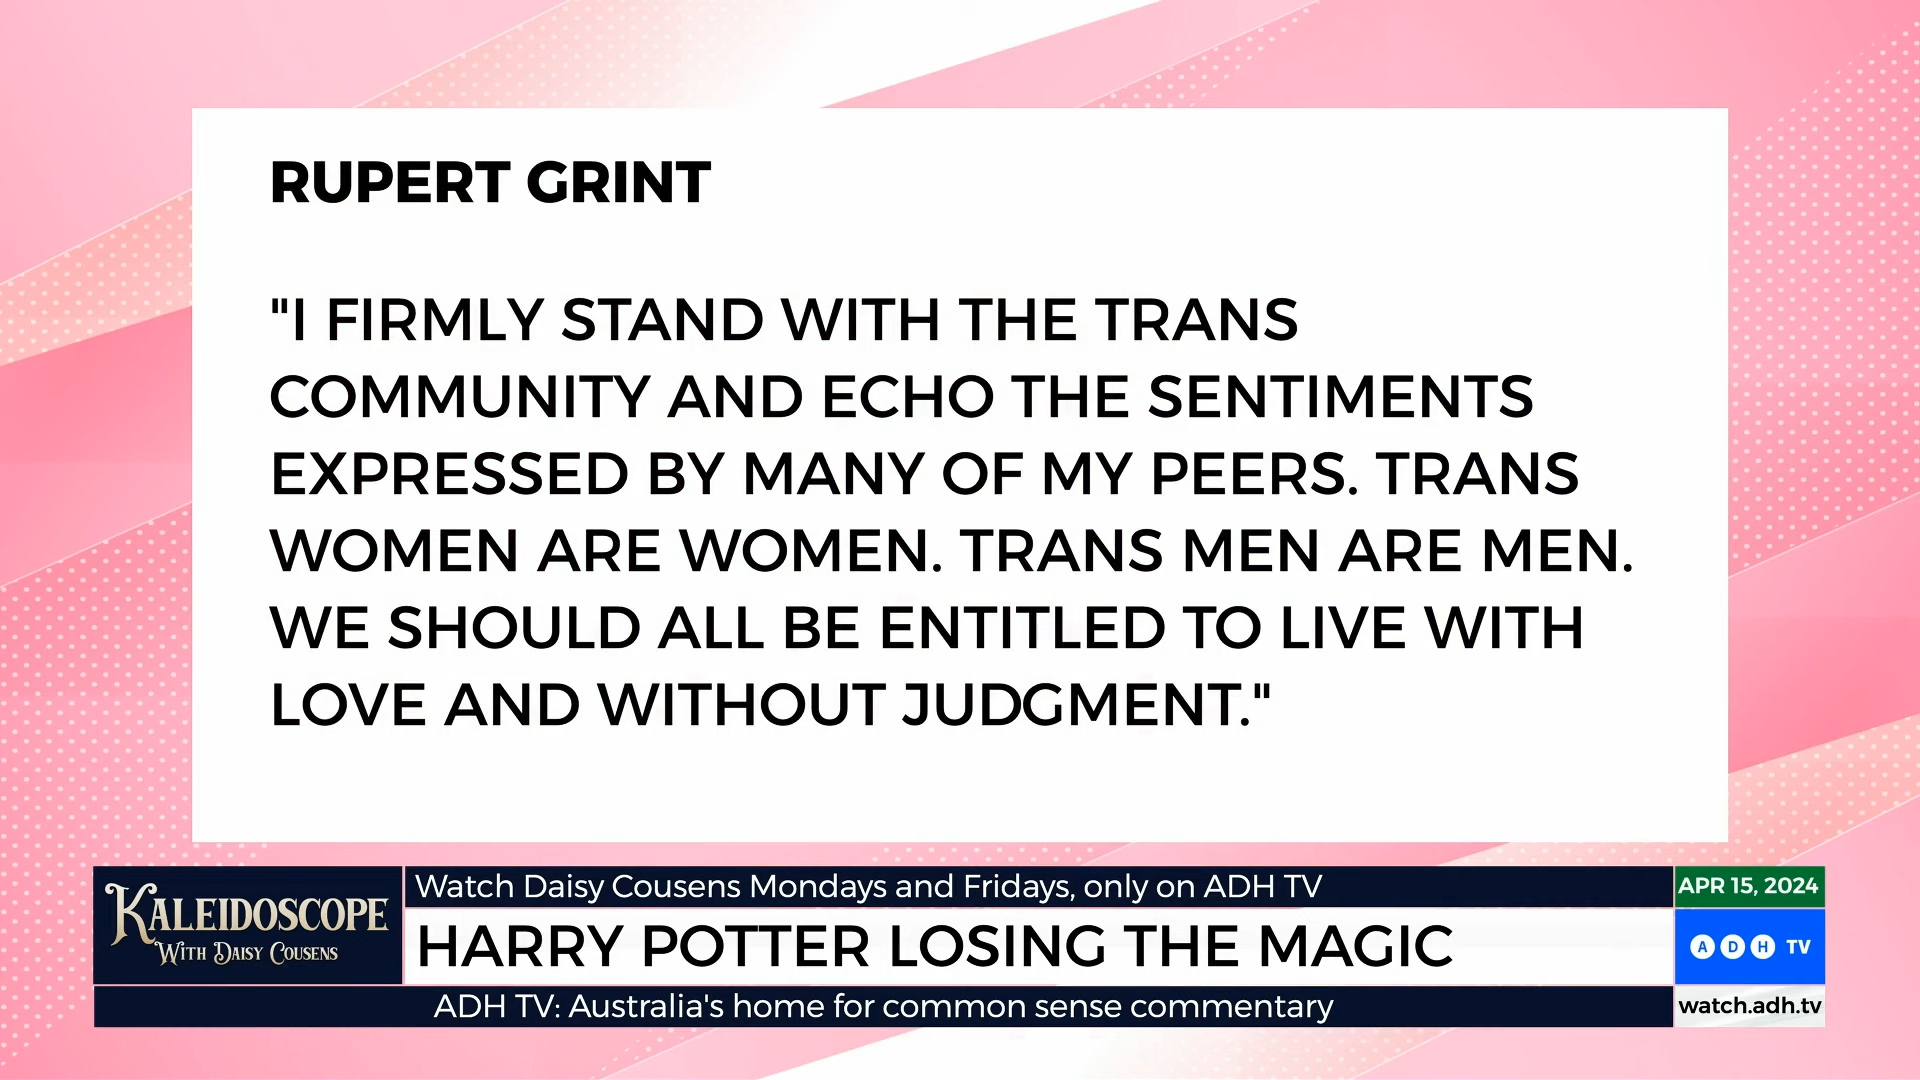 RUPERT GRINT
"I FIRMLY STAND WITH THE TRANS
COMMUNITY AND ECHO THE SENTIMENTS
EXPRESSED BY MANY OF MY PEERS. TRANS
WOMEN ARE WOMEN. TRANS MEN ARE MEN.
WE SHOULD ALL BE ENTITLED TO LIVE WITH
LOVE AND WITHOUT JUDGMENT."
KALEIDOSCOPE
WITH DAISY COUSENS
Watch Daisy Cousens Mondays and Fridays, only on ADH TV
HARRY POTTER LOSING THE MAGIC
ADH TV: Australia's home for common sense commentary
APR 15, 2024
ADH TV
watch.adh.tv